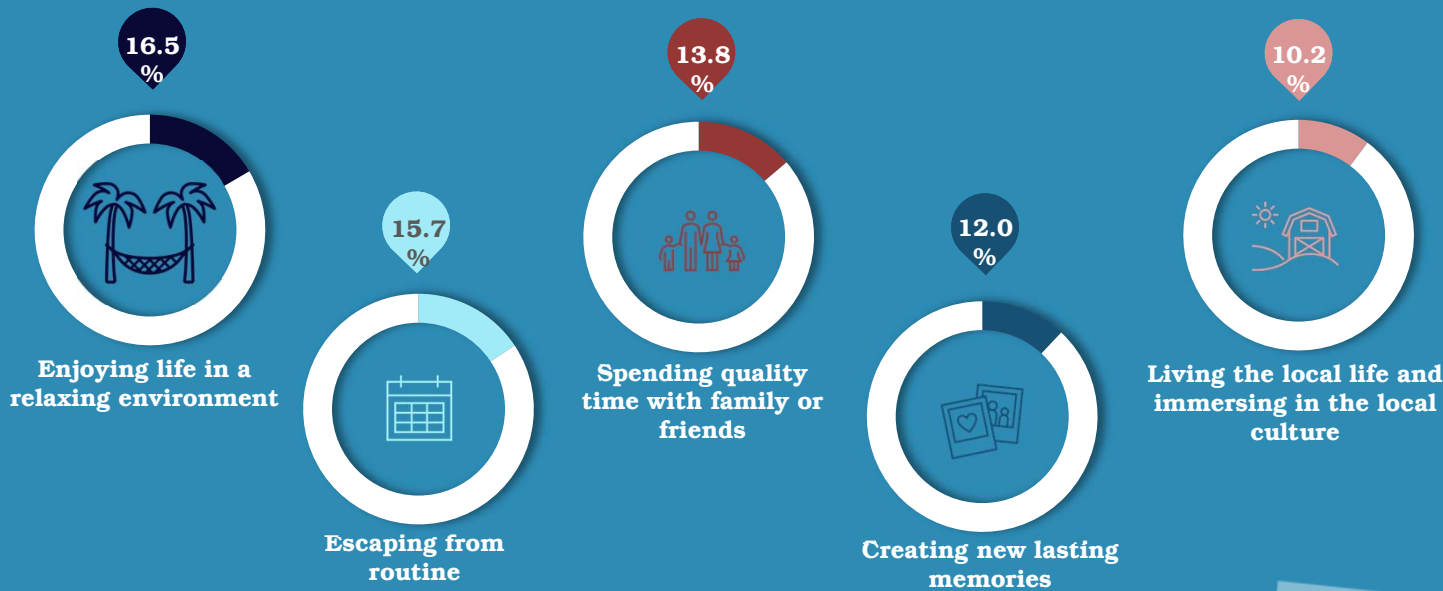 16.5
%
Enjoying life in a
relaxing environment
15.7
%
Escaping from
routine
13.8
%
Spending quality
time with family or
friends
12.0
%
Creating new lasting
memories
10.2
%
Living the local life and
immersing in the local
culture